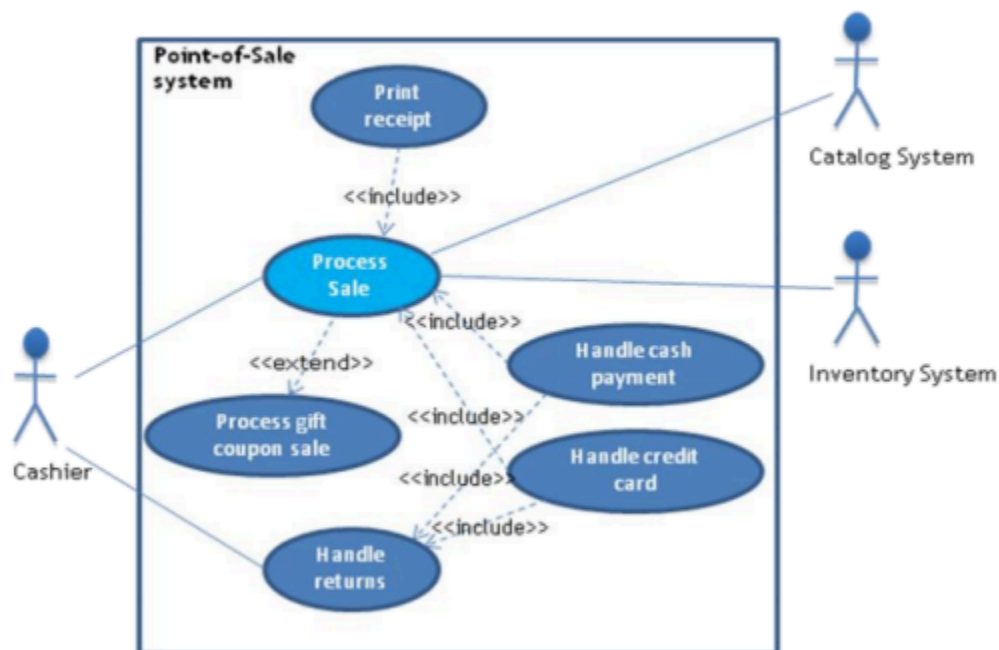 Point-of-Sale
system
Print
receipt
Catalog System
<<include>>
Process
Sale
<<include>>
<<extend>>
Handle cash
payment
Inventory System
Process gift
coupon sale
<<include>>
Handle credit
card
Cashier
<<include>>
<<include>>
Handle
returns